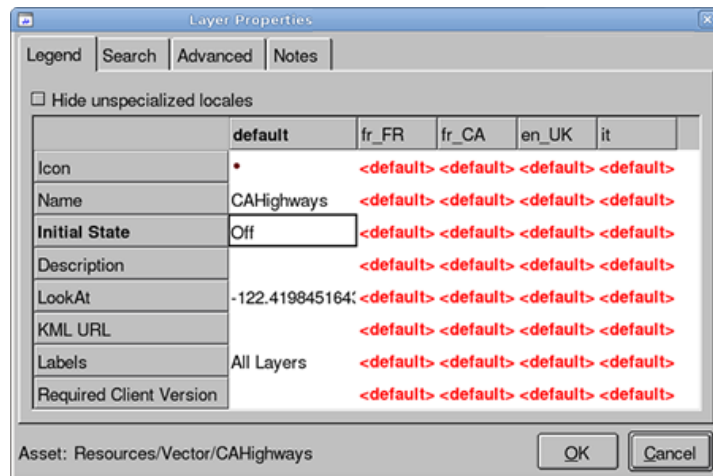 Layer Properties
Legend Search Advanced Notes
Hide unspecialized locales
default fr_FR fr_CA en_UK it
Icon <default> <default> <default> <default>
Name CAHighways <default> <default> <default> <default>
Initial State Off <default> <default> <default> <default>
Description <default> <default> <default> <default>
LookAt -122.419845164 <default> <default> <default> <default>
KML URL <default> <default> <default> <default>
Labels All Layers <default> <default> <default> <default>
Required Client Version <default> <default> <default> <default>
Asset: Resources/Vector/CAHighways OK Cancel